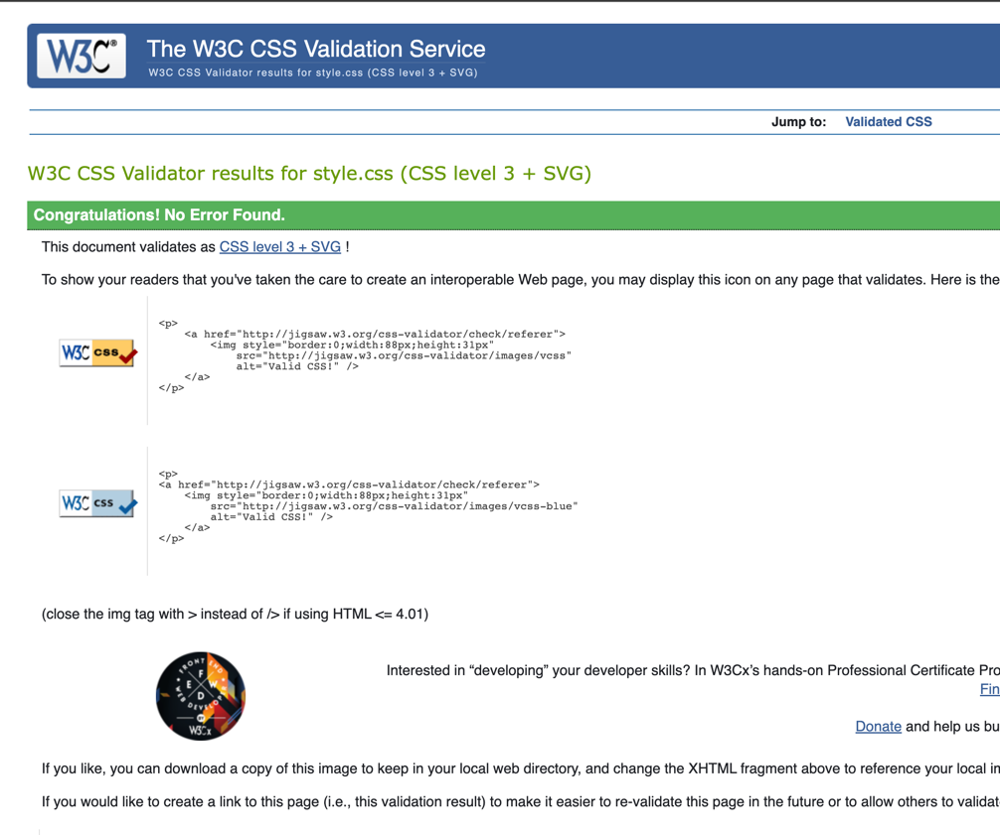 W3C®
The W3C CSS Validation Service
W3C CSS Validator results for style.css (CSS level 3 + SVG)
Jump to: Validated CSS
W3C CSS Validator results for style.css (CSS level 3 + SVG)
Congratulations! No Error Found.
This document validates as CSS level 3 + SVG !
To show your readers that you've taken the care to create an interoperable Web page, you may display this icon on any page that validates. Here is the
W3C css
<p>
<a href="http://jigsaw.w3.org/css-validator/check/referer">
<img style="border:0;width:88px;height:31px"
src="http://jigsaw.w3.org/css-validator/images/vcss"
alt="Valid CSS!" />
</a>
</p>
W3C css
<p>
<a href="http://jigsaw.w3.org/css-validator/check/referer">
<img style="border:0;width:88px;height:31px"
src="http://jigsaw.w3.org/css-validator/images/vcss-blue"
alt="Valid CSS!" />
</a>
</p>
(close the img tag with > instead of /> if using HTML <= 4.01)
FRONT END WEB DEVELOPER
F E W D
BY
W3Cx
Interested in “developing” your developer skills? In W3Cx’s hands-on Professional Certificate Pro
Fin
Donate and help us bu
If you like, you can download a copy of this image to keep in your local web directory, and change the XHTML fragment above to reference your local im
If you would like to create a link to this page (i.e., this validation result) to make it easier to re-validate this page in the future or to allow others to validat